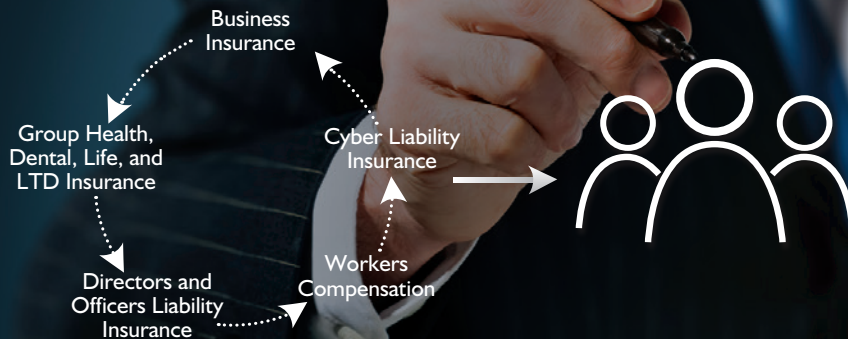 Business
Insurance
Group Health,
Dental, Life, and
LTD Insurance
Cyber Liability
Insurance
Workers
Compensation
Directors and
Officers Liability
Insurance